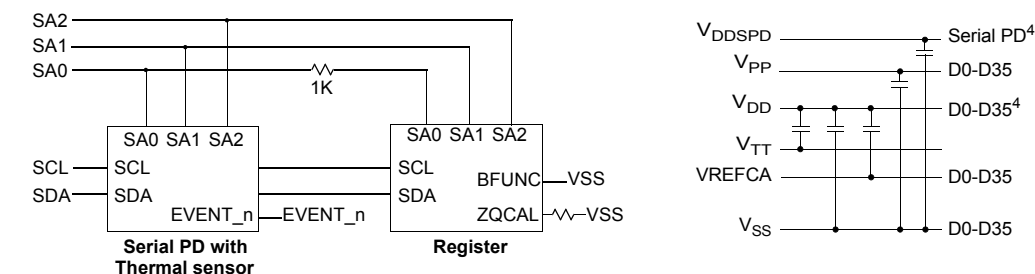 SA2
SA1
SA0
1K
SA0 SA1 SA2
SCL
SDA
SCL
SDA
EVENT_n
EVENT_n
Serial PD with
Thermal sensor
SA0 SA1 SA2
SCL
SDA
BFUNC
VSS
ZQCAL
VSS
Register
VDDSPD
Serial PD4
VPP
D0-D35
VDD
D0-D354
VTT
VREFCA
D0-D35
VSS
D0-D35